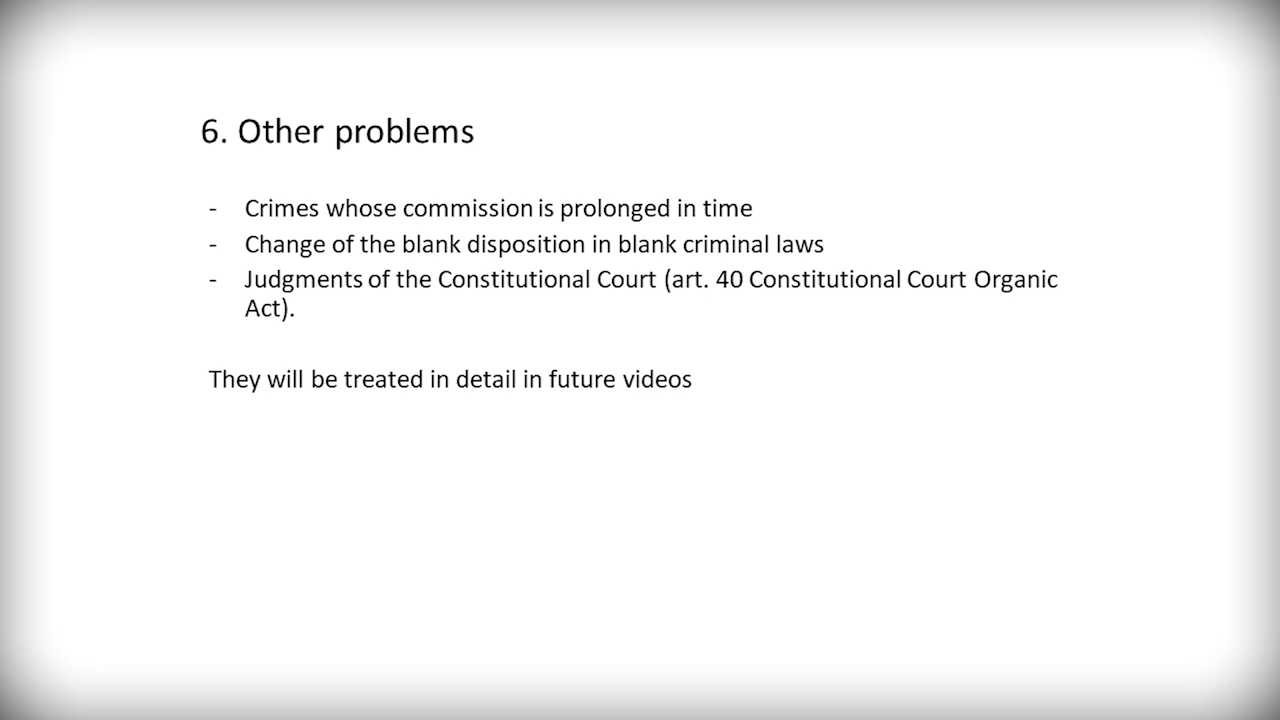 6. Other problems
- Crimes whose commission is prolonged in time
- Change of the blank disposition in blank criminal laws
- Judgments of the Constitutional Court (art. 40 Constitutional Court Organic
Act).
They will be treated in detail in future videos